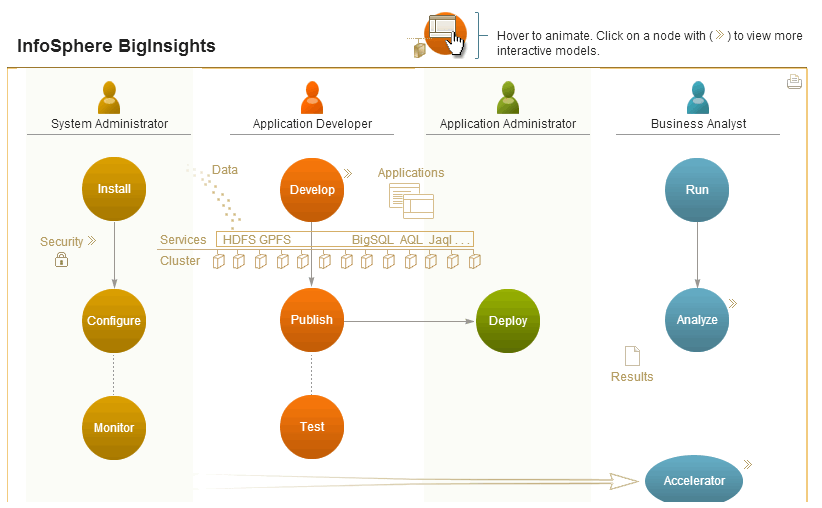 InfoSphere BigInsights
Hover to animate. Click on a node with ( » ) to view more
interactive models.
System Administrator
Application Developer
Application Administrator
Business Analyst
Install
Data
Develop »
Applications
Run
Security »
Services
HDFS GPFS
BigSQL AQL Jaql . . .
Cluster
Configure
Publish
Deploy
Analyze »
Results
Monitor
Test
Accelerator »